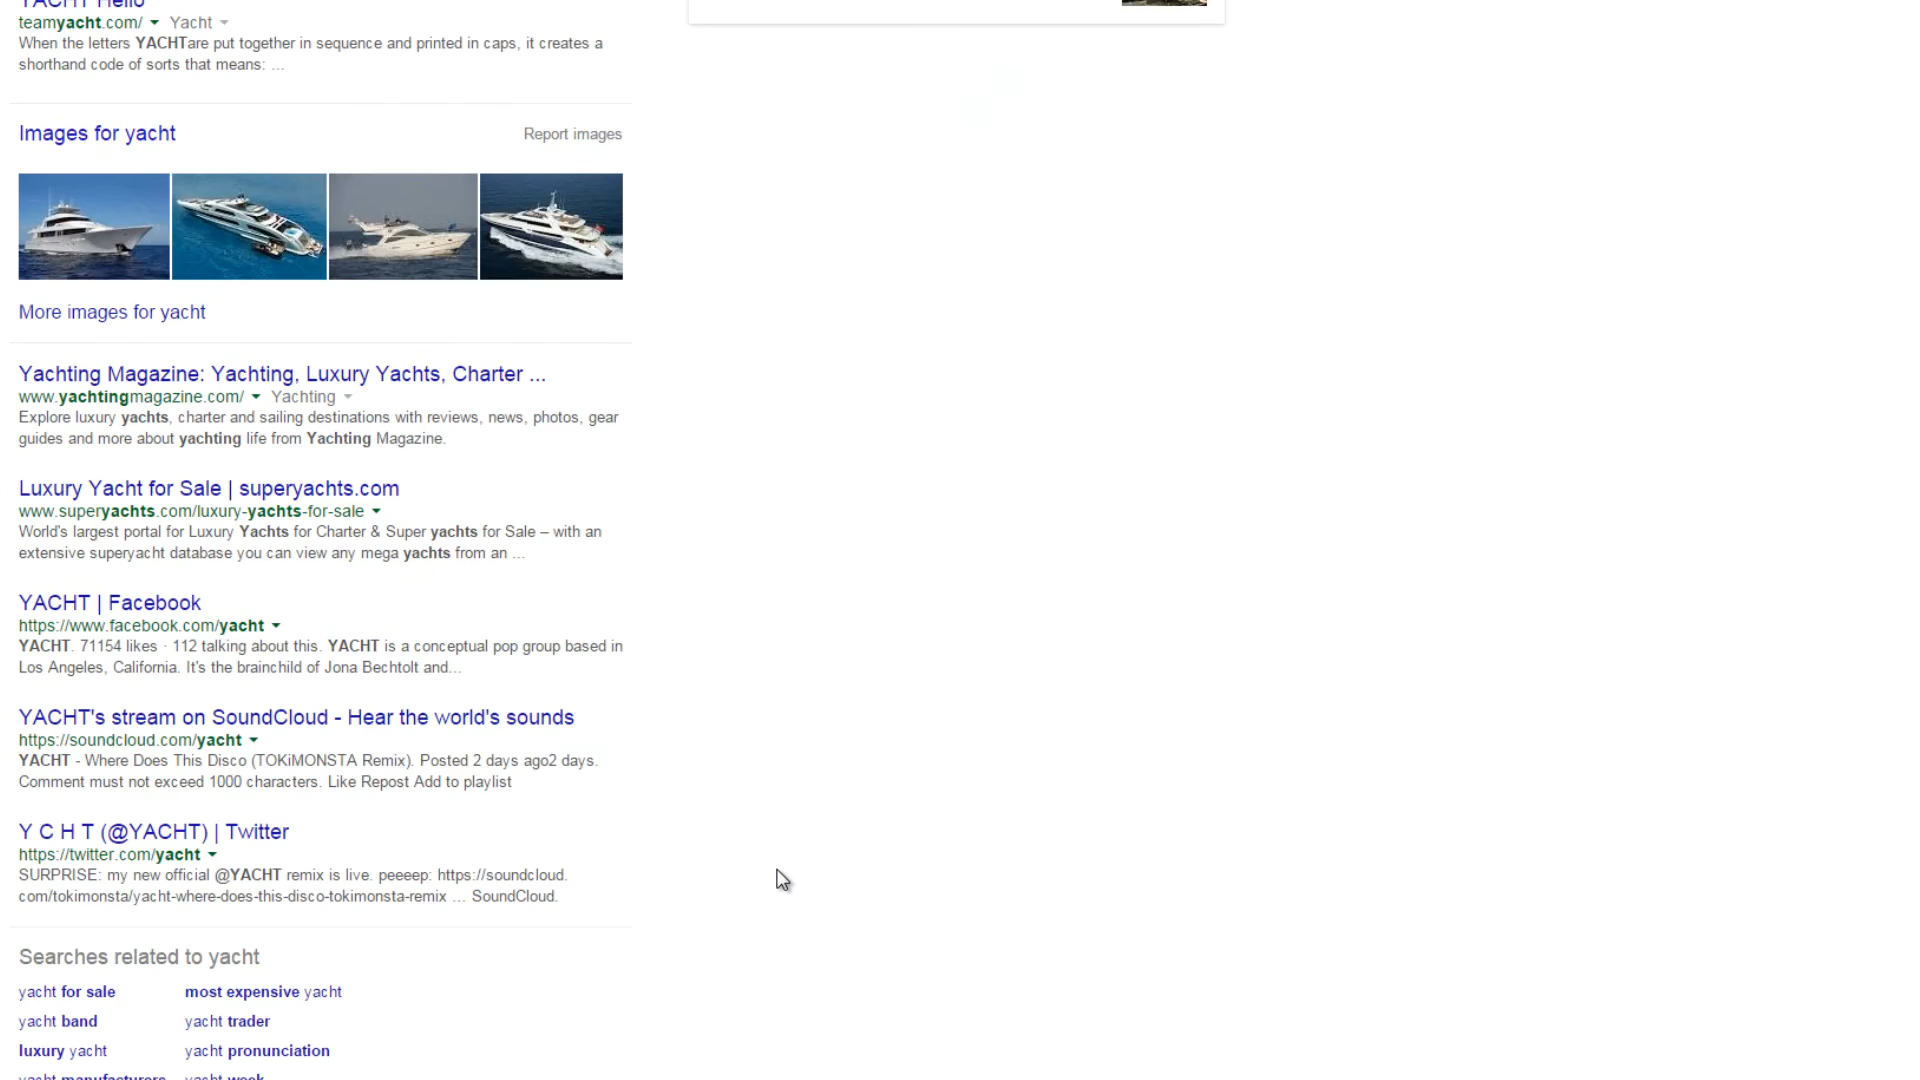 YACHT Hello
teamyacht.com/ Yacht
When the letters YACHTare put together in sequence and printed in caps, it creates a
shorthand code of sorts that means: ...
Images for yacht
Report images
More images for yacht
Yachting Magazine: Yachting, Luxury Yachts, Charter ...
www.yachtingmagazine.com/ Yachting
Explore luxury yachts, charter and sailing destinations with reviews, news, photos, gear
guides and more about yachting life from Yachting Magazine.
Luxury Yacht for Sale | superyachts.com
www.superyachts.com/luxury-yachts-for-sale
World's largest portal for Luxury Yachts for Charter & Super yachts for Sale – with an
extensive superyacht database you can view any mega yachts from an ...
YACHT | Facebook
https://www.facebook.com/yacht
YACHT. 71154 likes · 112 talking about this. YACHT is a conceptual pop group based in
Los Angeles, California. It's the brainchild of Jona Bechtolt and...
YACHT's stream on SoundCloud - Hear the world's sounds
https://soundcloud.com/yacht
YACHT - Where Does This Disco (TOKiMONSTA Remix). Posted 2 days ago2 days.
Comment must not exceed 1000 characters. Like Repost Add to playlist
Y C H T (@YACHT) | Twitter
https://twitter.com/yacht
SURPRISE: my new official @YACHT remix is live. peeeep: https://soundcloud.
com/tokimonsta/yacht-where-does-this-disco-tokimonsta-remix ... SoundCloud.
Searches related to yacht
yacht for sale most expensive yacht
yacht band yacht trader
luxury yacht yacht pronunciation
yacht manufacturers yacht week